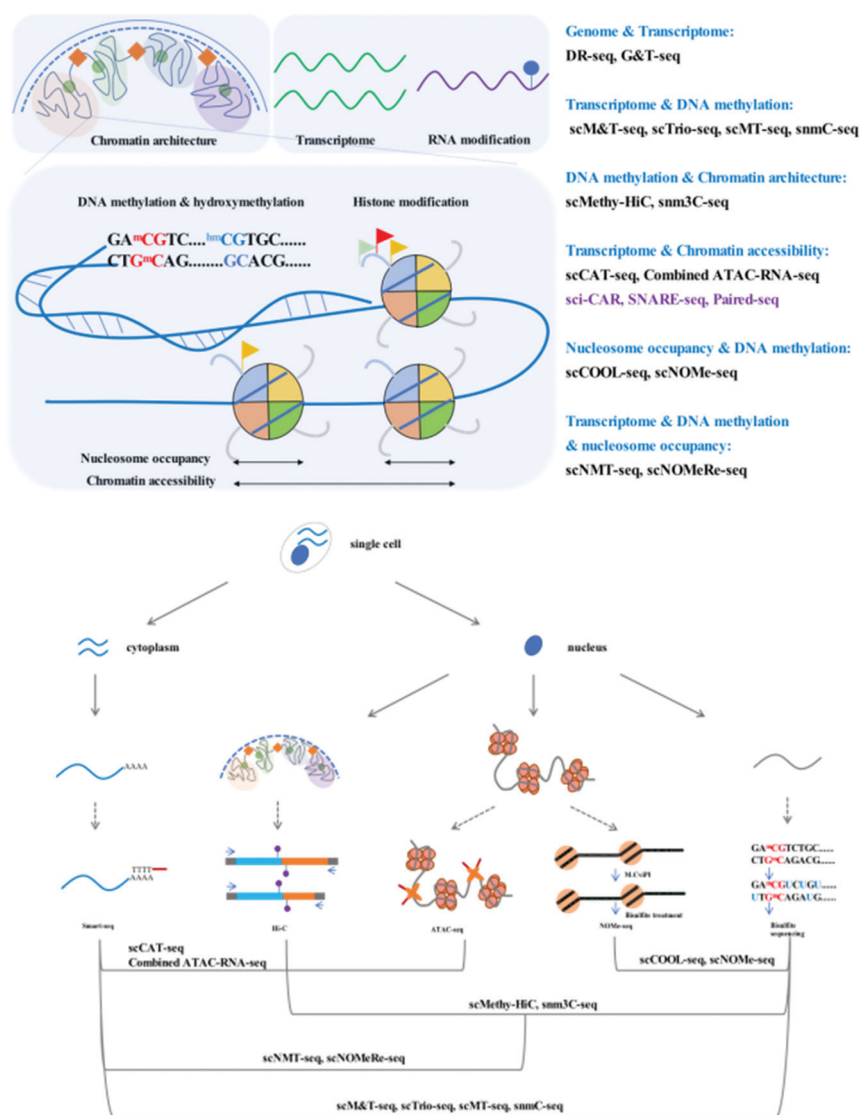 Chromatin architecture
Transcriptome
RNA modification
Genome & Transcriptome:
DR-seq, G&T-seq
Transcriptome & DNA methylation:
scM&T-seq, scTrio-seq, scMT-seq, snmC-seq
DNA methylation & Chromatin architecture:
scMethy-HiC, snm3C-seq
Transcriptome & Chromatin accessibility:
scCAT-seq, Combined ATAC-RNA-seq
sci-CAR, SNARE-seq, Paired-seq
Nucleosome occupancy & DNA methylation:
scCOOL-seq, scNOMe-seq
Transcriptome & DNA methylation
& nucleosome occupancy:
scNMT-seq, scNOMeRe-seq
DNA methylation & hydroxymethylation
Histone modification
GAmCGTC....hmCGTGC......
CTGmCAG........GCACG......
Nucleosome occupancy
Chromatin accessibility
single cell
cytoplasm
nucleus
AAAA
TTTT
AAAA
M.CviPI
Bisulfite treatment
GAmCGTCTGC.....
CTGmCAGACG.....
GAmCGUCUGU.....
UTGmCAGAUG.....
Smart-seq
Hi-C
ATAC-seq
NOMe-seq
Bisulfite
sequencing
scCAT-seq
Combined ATAC-RNA-seq
scCOOL-seq, scNOMe-seq
scMethy-HiC, snm3C-seq
scNMT-seq, scNOMeRe-seq
scM&T-seq, scTrio-seq, scMT-seq, snmC-seq